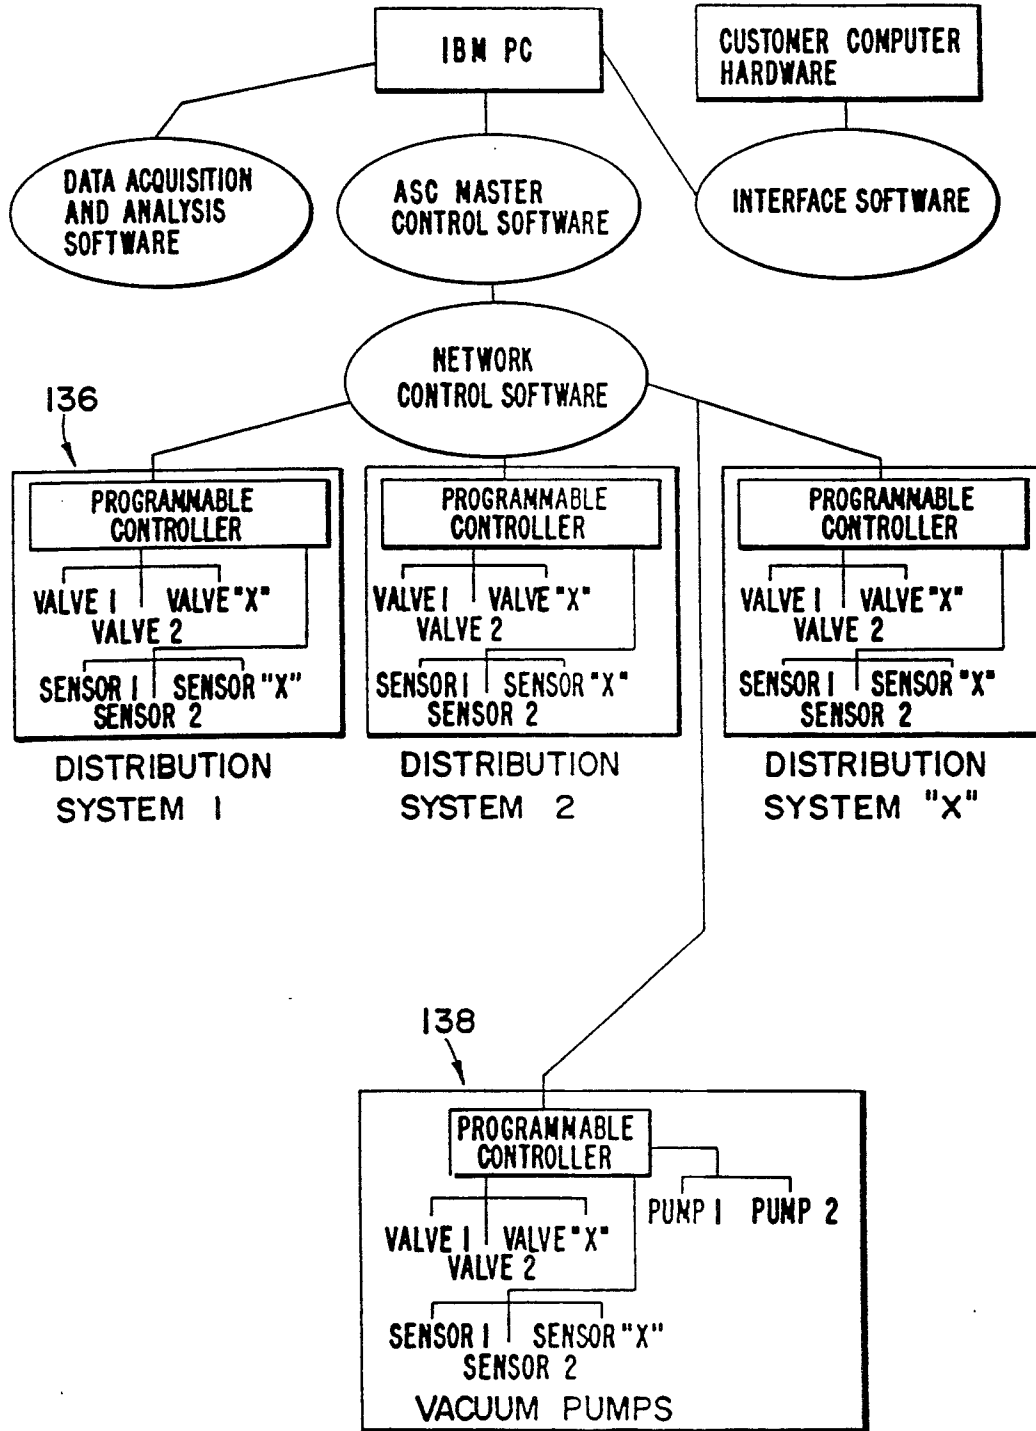 IBM PC
CUSTOMER COMPUTER
HARDWARE
DATA ACQUISITION
AND ANALYSIS
SOFTWARE
ASC MASTER
CONTROL SOFTWARE
INTERFACE SOFTWARE
NETWORK
CONTROL SOFTWARE
136
PROGRAMMABLE
CONTROLLER
VALVE 1 VALVE "X"
VALVE 2
SENSOR 1 SENSOR "X"
SENSOR 2
DISTRIBUTION
SYSTEM 1
PROGRAMMABLE
CONTROLLER
VALVE 1 VALVE "X"
VALVE 2
SENSOR 1 SENSOR "X"
SENSOR 2
DISTRIBUTION
SYSTEM 2
PROGRAMMABLE
CONTROLLER
VALVE 1 VALVE "X"
VALVE 2
SENSOR 1 SENSOR "X"
SENSOR 2
DISTRIBUTION
SYSTEM "X"
138
PROGRAMMABLE
CONTROLLER
PUMP 1 PUMP 2
VALVE 1 VALVE "X"
VALVE 2
SENSOR 1 SENSOR "X"
SENSOR 2
VACUUM PUMPS